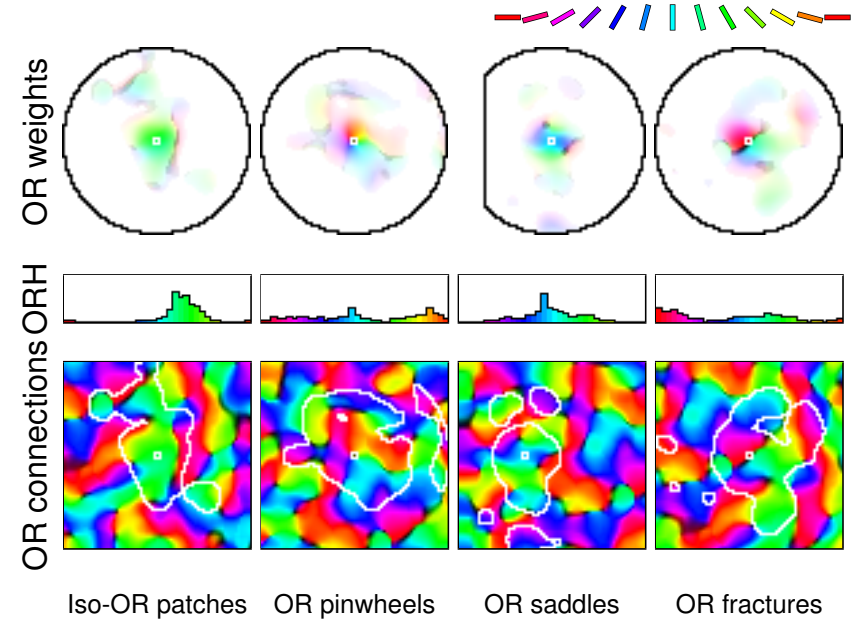 OR weights
ORH
OR connections
Iso-OR patches OR pinwheels OR saddles OR fractures